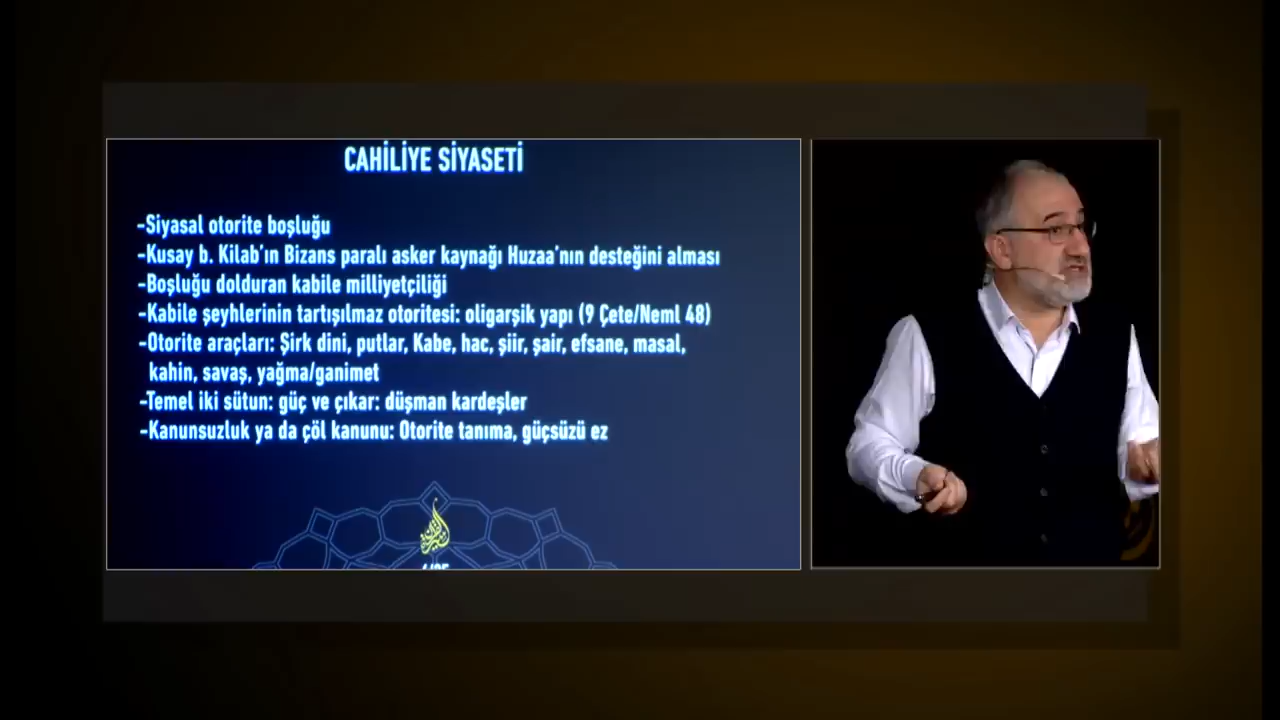 CAHİLİYE SİYASETİ
-Siyasal otorite boşluğu
-Kusay b. Kilab'ın Bizans paralı asker kaynağı Huzaa'nın desteğini alması
-Boşluğu dolduran kabile milliyetçiliği
-Kabile şeyhlerinin tartışılmaz otoritesi: oligarşik yapı (9 Çete/Neml 48)
-Otorite araçları: Şirk dini, putlar, Kabe, hac, şiir, şair, efsane, masal,
kahin, savaş, yağma/ganimet
-Temel iki sütun: güç ve çıkar: düşman kardeşler
-Kanunsuzluk ya da çöl kanunu: Otorite tanıma, güçsüzü ez